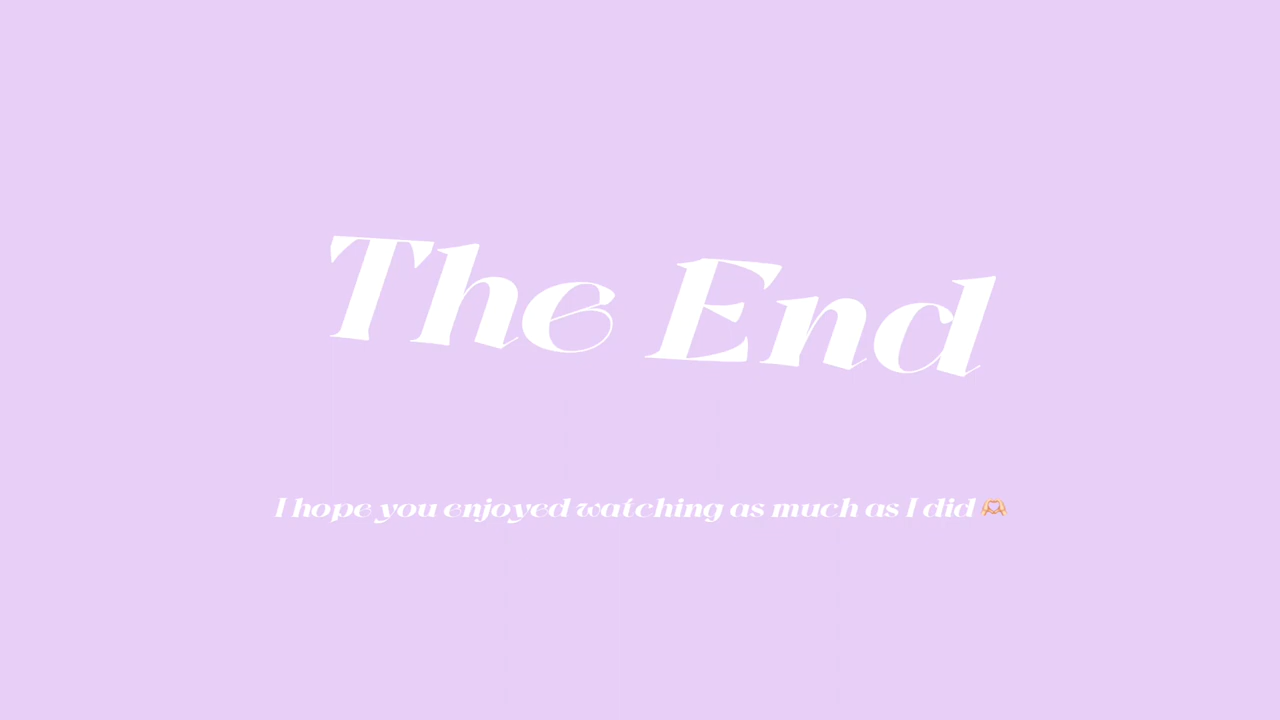 The End
I hope you enjoyed watching as much as I did 🫶